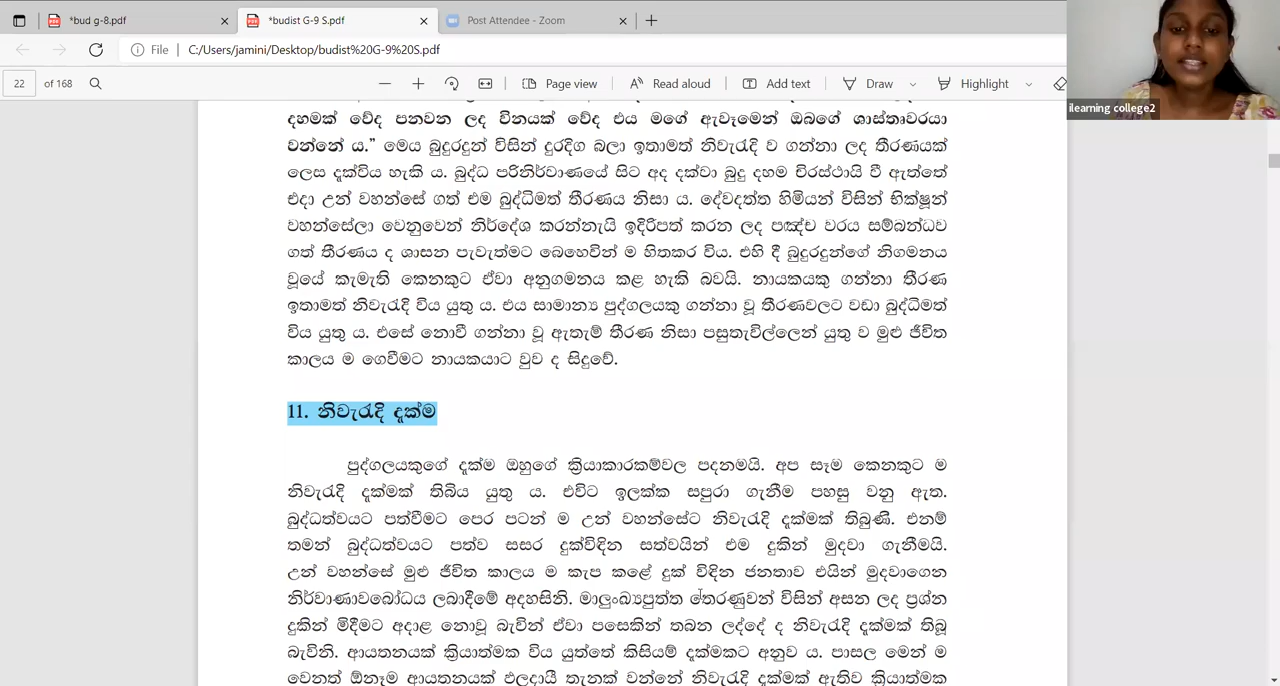 *bud g-8.pdf
*budist G-9 S.pdf
Post Attendee - Zoom
File
C:/Users/jamini/Desktop/budist%20G-9%20S.pdf
22 of 168
Page view
Read aloud
Add text
Draw
Highlight
ilearning college2
දහමක් වේද පනවන ලද විනයක් වේද එය මගේ ඇවෑමෙන් ඔබගේ ශාස්තෘවරයා
වන්නේ ය.” මෙය බුදුරදුන් විසින් දුරදිග බලා ඉතාමත් නිවැරැදි ව ගන්නා ලද තීරණයක්
ලෙස දැක්විය හැකි ය. බුද්ධ පරිනිර්වාණයේ සිට අද දක්වා බුදු දහම චිරස්ථායි වී ඇත්තේ
එදා උන් වහන්සේ ගත් එම බුද්ධිමත් තීරණය නිසා ය. දේවදත්ත හිමියන් විසින් භික්ෂූන්
වහන්සේලා වෙනුවෙන් නිර්දේශ කරන්නැයි ඉදිරිපත් කරන ලද පඤ්ච වරය සම්බන්ධව
ගත් තීරණය ද ශාසන පැවැත්මට බෙහෙවින් ම හිතකර විය. එහි දී බුදුරදුන්ගේ නිගමනය
වූයේ කැමැති කෙනකුට ඒවා අනුගමනය කළ හැකි බවයි. නායකයකු ගන්නා තීරණ
ඉතාමත් නිවැරැදි විය යුතු ය. එය සාමාන්‍ය පුද්ගලයකු ගන්නා වූ තීරණවලට වඩා බුද්ධිමත්
විය යුතු ය. එසේ නොවී ගන්නා වූ ඇතැම් තීරණ නිසා පසුතැවිල්ලෙන් යුතු ව මුළු ජීවිත
කාලය ම ගෙවීමට නායකයාට වුව ද සිදුවේ.
11. නිවැරැදි දැක්ම
පුද්ගලයකුගේ දැක්ම ඔහුගේ ක්‍රියාකාරකම්වල පදනමයි. අප සෑම කෙනකුට ම
නිවැරැදි දැක්මක් තිබිය යුතු ය. එවිට ඉලක්ක සපුරා ගැනීම පහසු වනු ඇත.
බුද්ධත්වයට පත්වීමට පෙර පටන් ම උන් වහන්සේට නිවැරැදි දැක්මක් තිබුණි. එනම්
තමන් බුද්ධත්වයට පත්ව සසර දුක්විඳින සත්වයින් එම දුකින් මුදවා ගැනීමයි.
උන් වහන්සේ මුළු ජීවිත කාලය ම කැප කළේ දුක් විඳින ජනතාව එයින් මුදවාගෙන
නිර්වාණාවබෝධය ලබාදීමේ අදහසිනි. මාලුංඛ්‍යපුත්ත තෙරණුවන් විසින් අසන ලද ප්‍රශ්න
දුකින් මිදීමට අදාළ නොවූ බැවින් ඒවා පසෙකින් තබන ලද්දේ ද නිවැරැදි දැක්මක් තිබූ
බැවිනි. ආයතනයක් ක්‍රියාත්මක විය යුත්තේ කිසියම් දැක්මකට අනුව ය. පාසල මෙන් ම
වෙනත් ඕනෑම ආයතනයක් ඵලදායී තැනක් වන්නේ නිවැරැදි දැක්මක් ඇතිව ක්‍රියාත්මක